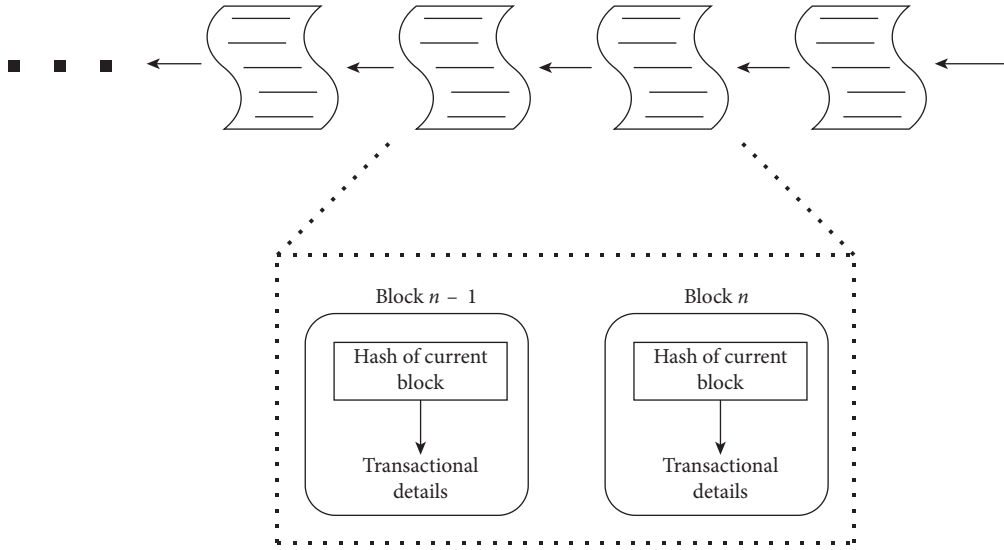 Block n – 1
Block n
Hash of current
block
Hash of current
block
Transactional
details
Transactional
details